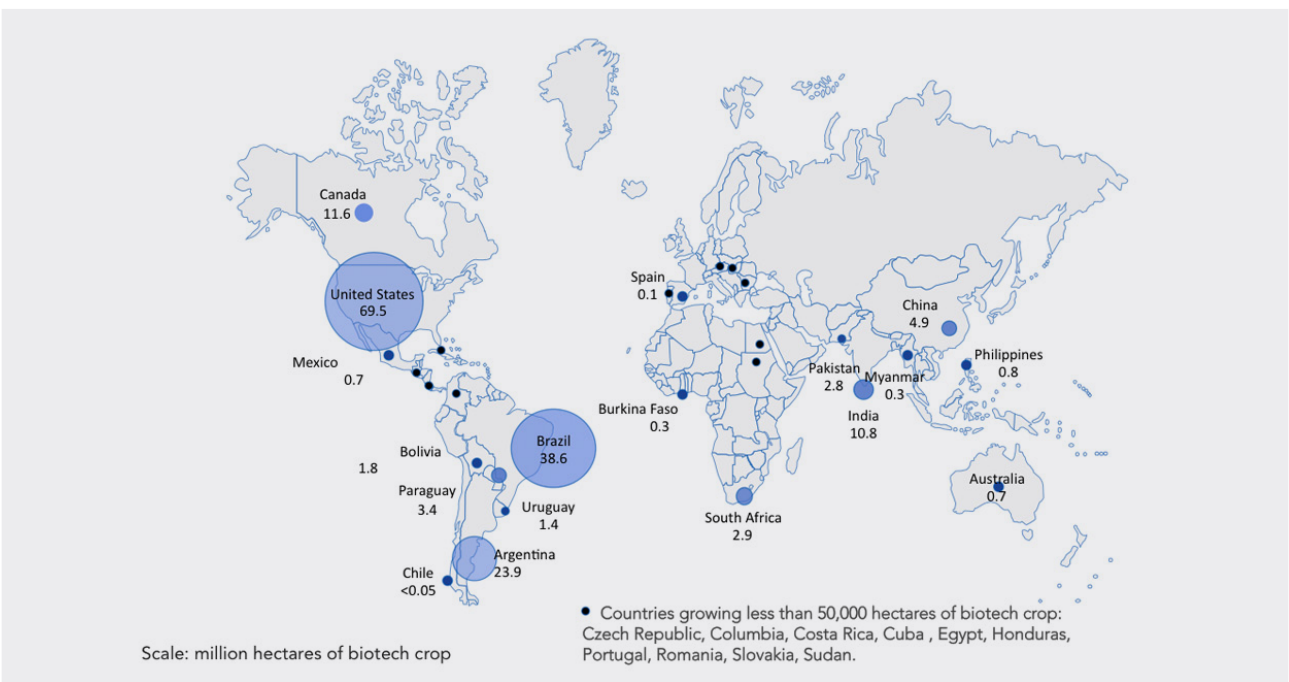 Canada
11.6
United States
69.5
Mexico
0.7
Spain
0.1
China
4.9
Pakistan
2.8
Myanmar
0.3
Philippines
0.8
India
10.8
Burkina Faso
0.3
Brazil
38.6
Bolivia
1.8
Paraguay
3.4
Uruguay
1.4
Australia
0.7
South Africa
2.9
Argentina
23.9
Chile
<0.05
Countries growing less than 50,000 hectares of biotech crop:
Czech Republic, Columbia, Costa Rica, Cuba , Egypt, Honduras,
Portugal, Romania, Slovakia, Sudan.
Scale: million hectares of biotech crop